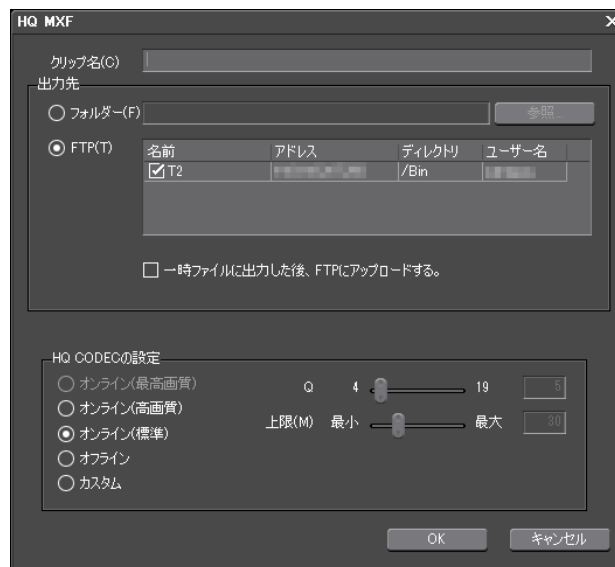 HQ MXF
クリップ名(C)
出力先
フォルダー(F) 参照...
FTP(T)
名前 アドレス ディレクトリ ユーザー名
T2 /Bin
一時ファイルに出力した後、FTPにアップロードする。
HQ CODECの設定
オンライン(最高画質)
オンライン(高画質)
オンライン(標準)
オフライン
カスタム
Q 4 19 5
上限(M) 最小 最大 30
OK キャンセル